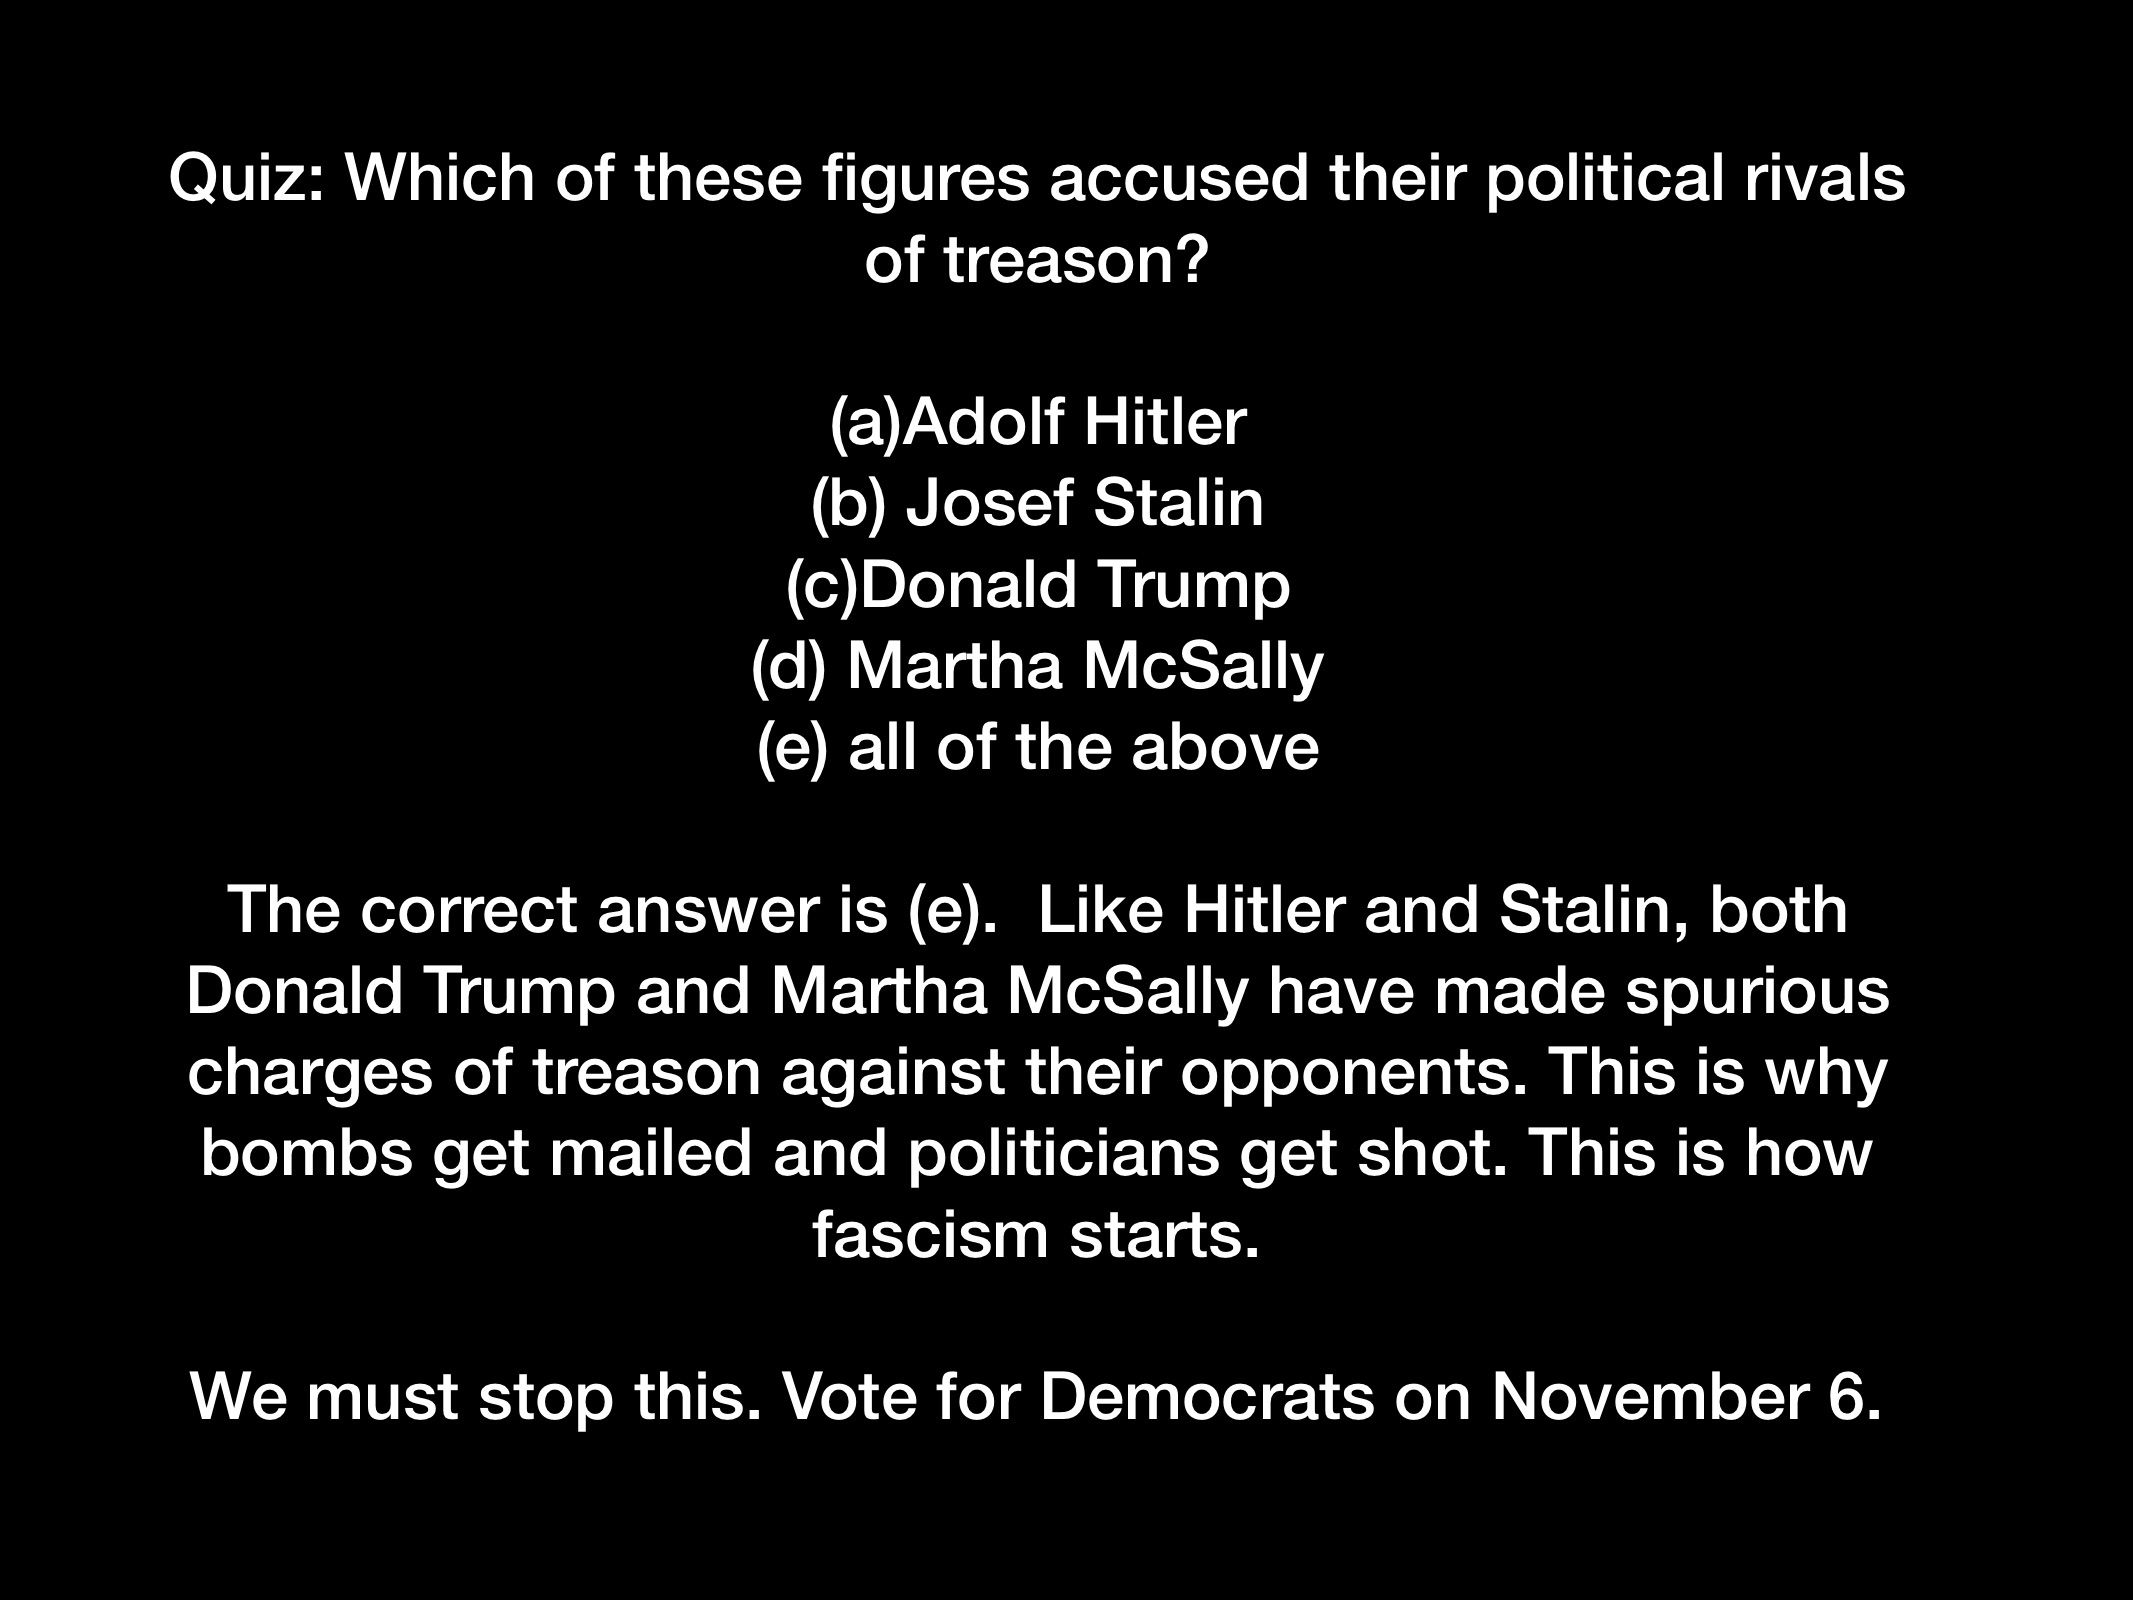 Quiz: Which of these figures accused their political rivals
of treason?
(a)Adolf Hitler
(b) Josef Stalin
(c)Donald Trump
(d) Martha McSally
(e) all of the above
The correct answer is (e).  Like Hitler and Stalin, both
Donald Trump and Martha McSally have made spurious
charges of treason against their opponents. This is why
bombs get mailed and politicians get shot. This is how
fascism starts.
We must stop this. Vote for Democrats on November 6.